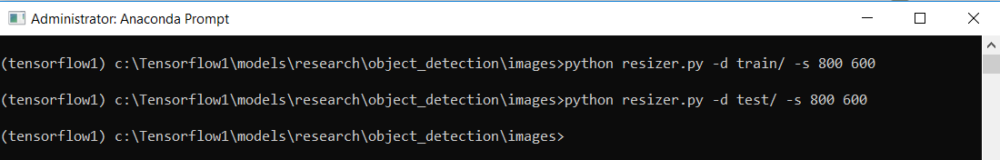 Administrator: Anaconda Prompt
(tensorflow1) c:\Tensorflow1\models\research\object_detection\images>python resizer.py -d train/ -s 800 600
(tensorflow1) c:\Tensorflow1\models\research\object_detection\images>python resizer.py -d test/ -s 800 600
(tensorflow1) c:\Tensorflow1\models\research\object_detection\images>